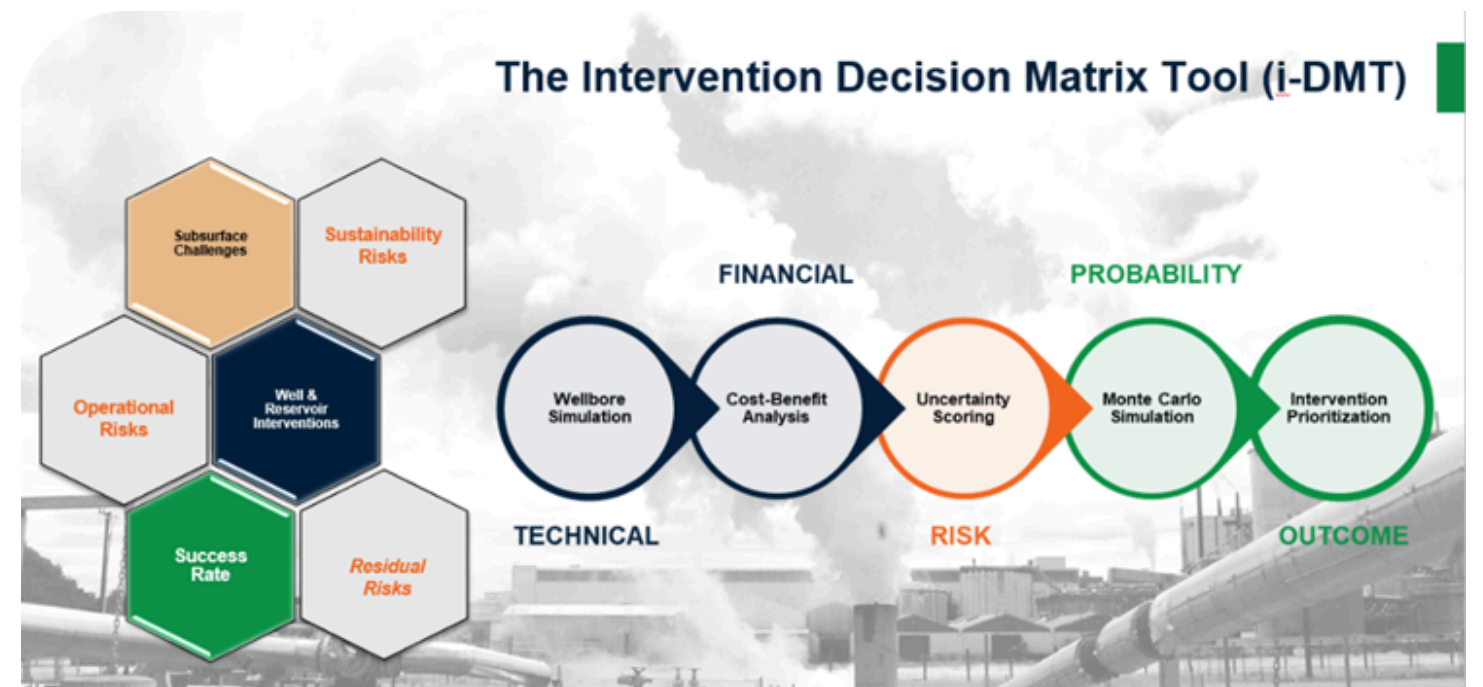 The Intervention Decision Matrix Tool (i-DMT)
Subsurface
Challenges
Sustainability
Risks
Operational
Risks
Well &
Reservoir
Interventions
Success
Rate
Residual
Risks
FINANCIAL
PROBABILITY
Wellbore
Simulation
Cost-Benefit
Analysis
Uncertainty
Scoring
Monte Carlo
Simulation
Intervention
Prioritization
TECHNICAL
RISK
OUTCOME